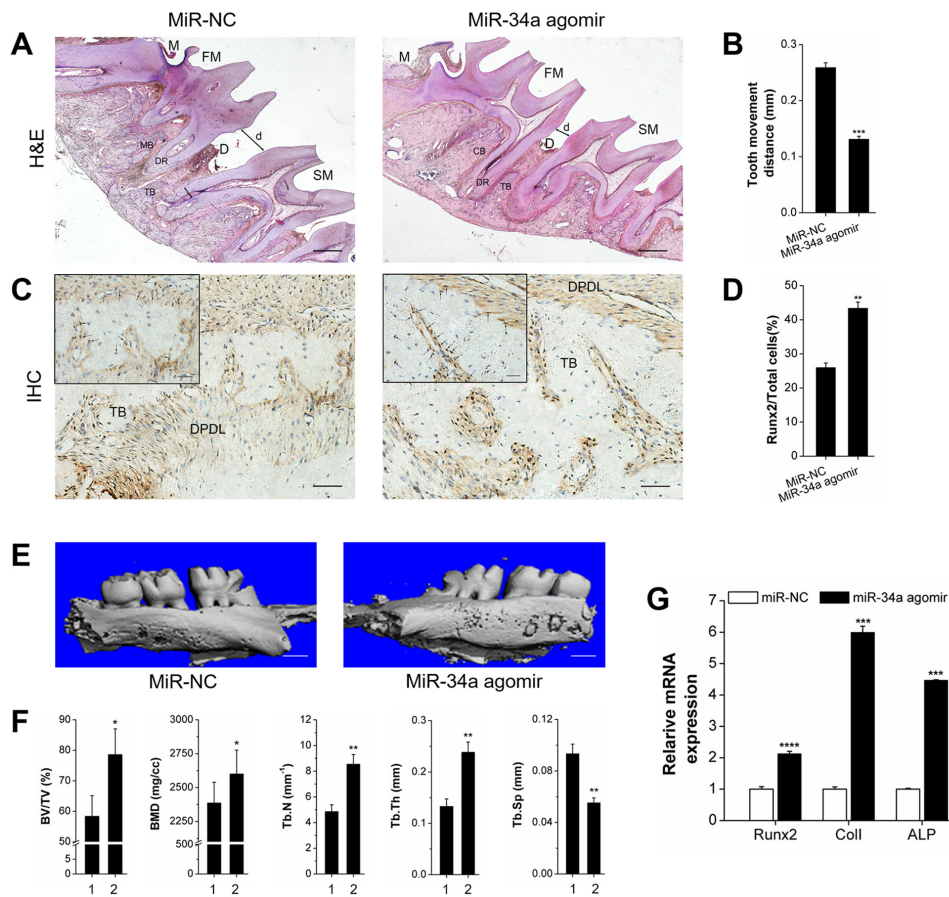 MiR-NC
MiR-34a agomir
A
H&E
M
FM
d
D
MB
DR
TB
SM
M
FM
d
D
SM
CB
DR
TB
B
Tooth movement
distance (mm)
0.3
0.2
0.1
0.0
***
MiR-NC
MiR-34a agomir
C
IHC
TB
DPDL
DPDL
TB
D
Runx2/Total cells(%)
50
40
30
20
10
0
**
MiR-NC
MiR-34a agomir
E
MiR-NC
MiR-34a agomir
F
BV/TV (%)
90
80
70
60
50
5
0
*
1 2
BMD (mg/cc)
3000
2750
2500
2250
500
0
*
1 2
Tb.N (mm-1)
12
10
8
6
4
2
0
**
1 2
Tb.Th (mm)
0.3
0.2
0.1
0.0
**
1 2
Tb.Sp (mm)
0.12
0.08
0.04
0.00
**
1 2
G
miR-NC
miR-34a agomir
Relarive mRNA
expression
7
6
5
4
2
1
0
****
***
***
Runx2 ColI ALP